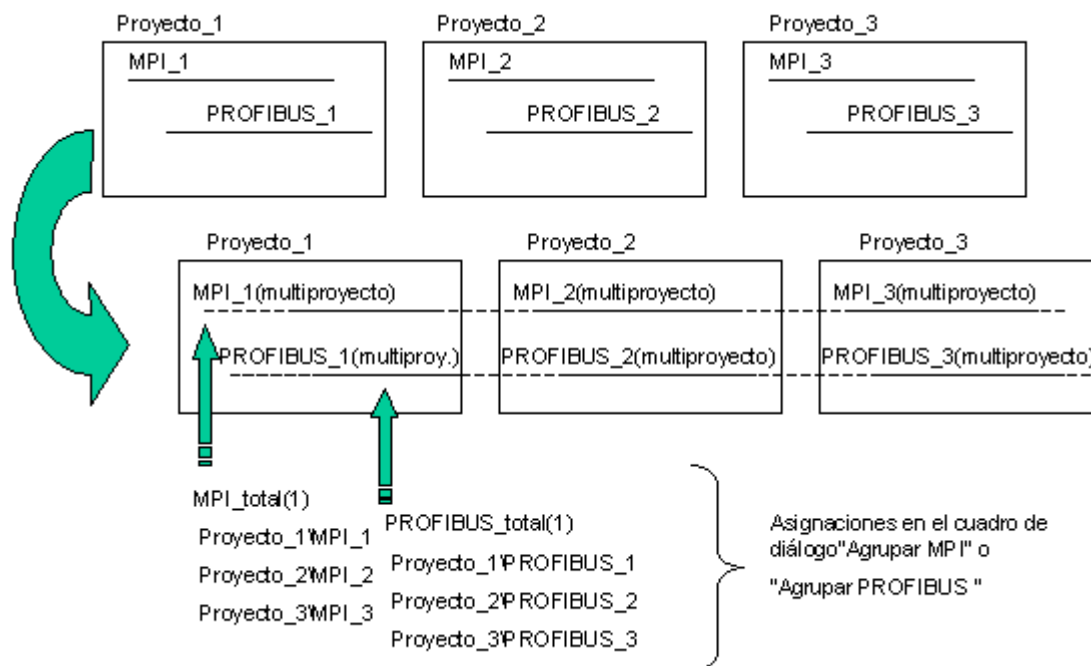 Proyecto_1
Proyecto_2
Proyecto_3
MPI_1
MPI_2
MPI_3
PROFIBUS_1
PROFIBUS_2
PROFIBUS_3
Proyecto_1
Proyecto_2
Proyecto_3
MPI_1(multiproyecto)
MPI_2(multiproyecto)
MPI_3(multiproyecto)
PROFIBUS_1(multiproy.)
PROFIBUS_2(multiproyecto)
PROFIBUS_3(multiproyecto)
MPI_total(1)
Proyecto_1\MPI_1
Proyecto_2\MPI_2
Proyecto_3\MPI_3
PROFIBUS_total(1)
Proyecto_1\PROFIBUS_1
Proyecto_2\PROFIBUS_2
Proyecto_3\PROFIBUS_3
Asignaciones en el cuadro de
diálogo"Agrupar MPI" o
"Agrupar PROFIBUS "